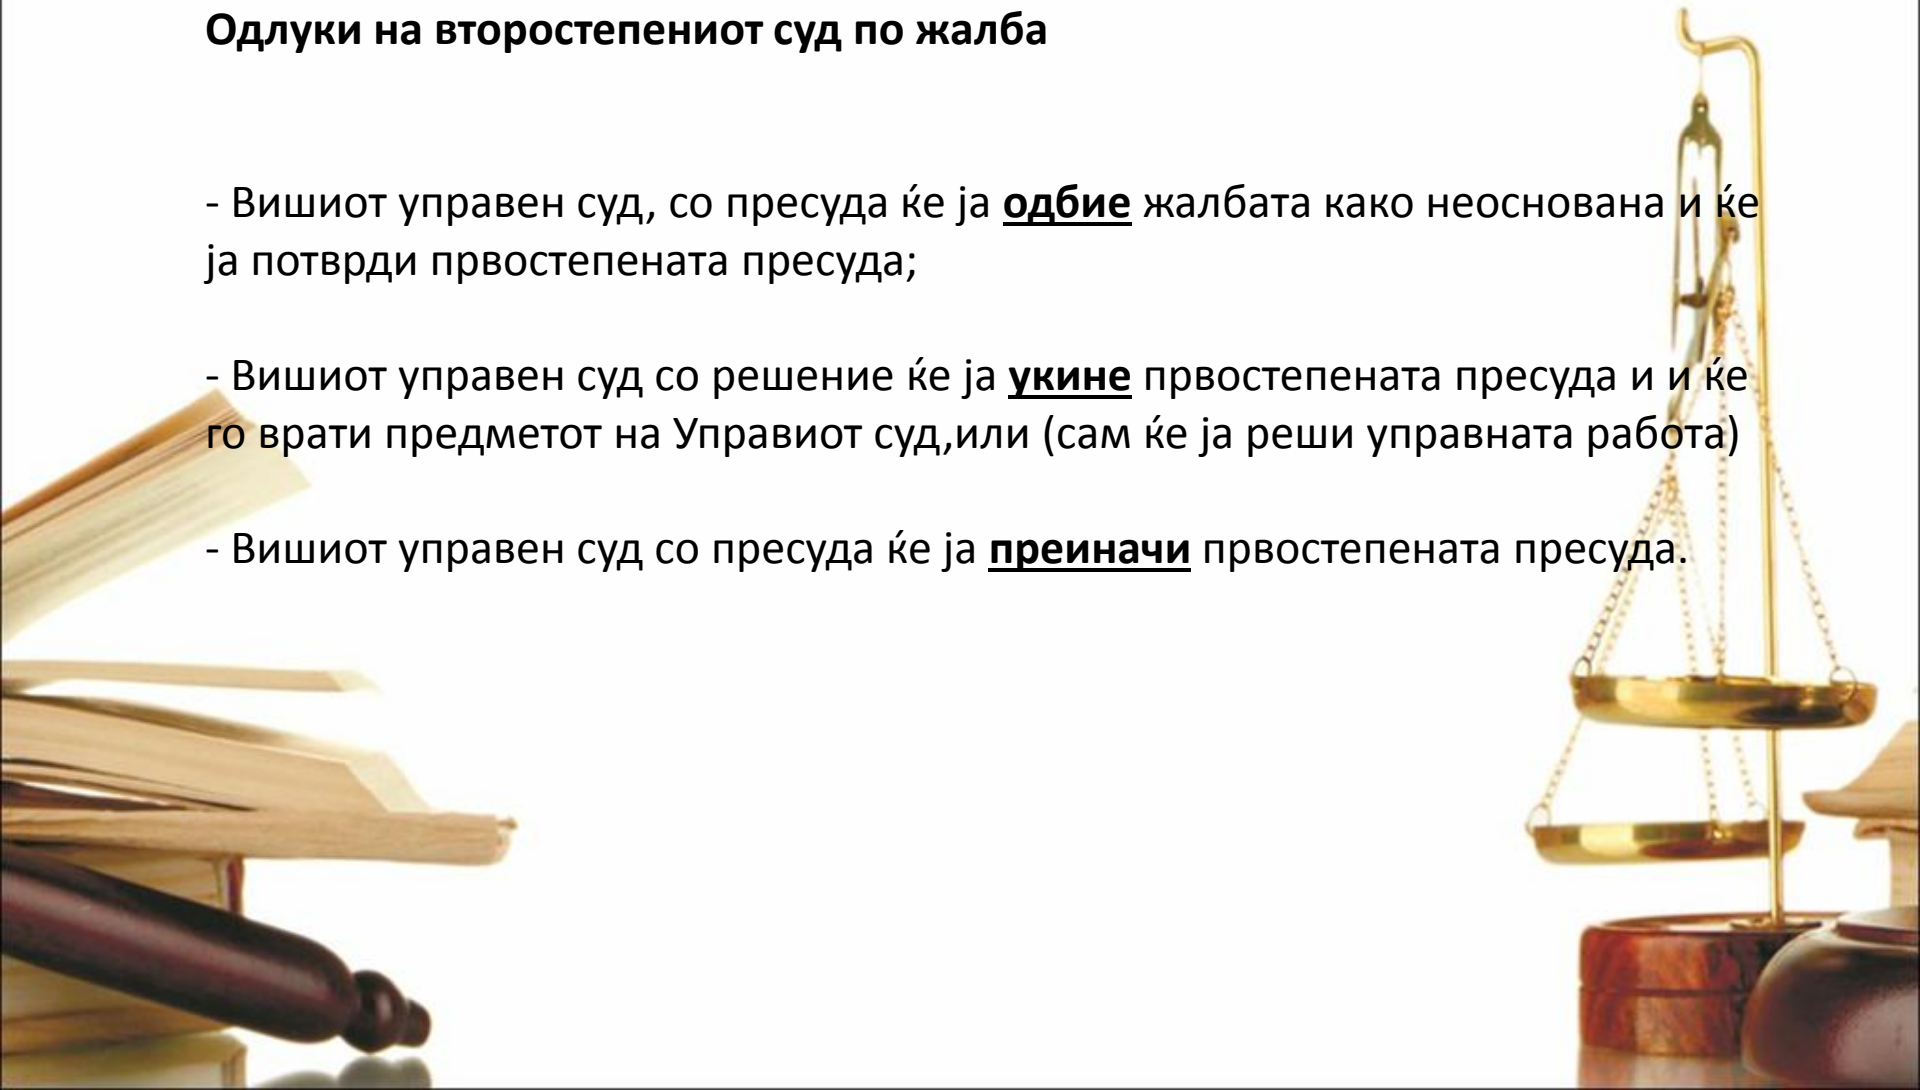 Одлуки на второстепениот суд по жалба
- Вишиот управен суд, со пресуда ќе ја одбие жалбата како неоснована и ќе
ја потврди првостепената пресуда;
- Вишиот управен суд со решение ќе ја укине првостепената пресуда и и ќе
го врати предметот на Управиот суд,или (сам ќе ја реши управната работа)
- Вишиот управен суд со пресуда ќе ја преиначи првостепената пресуда.